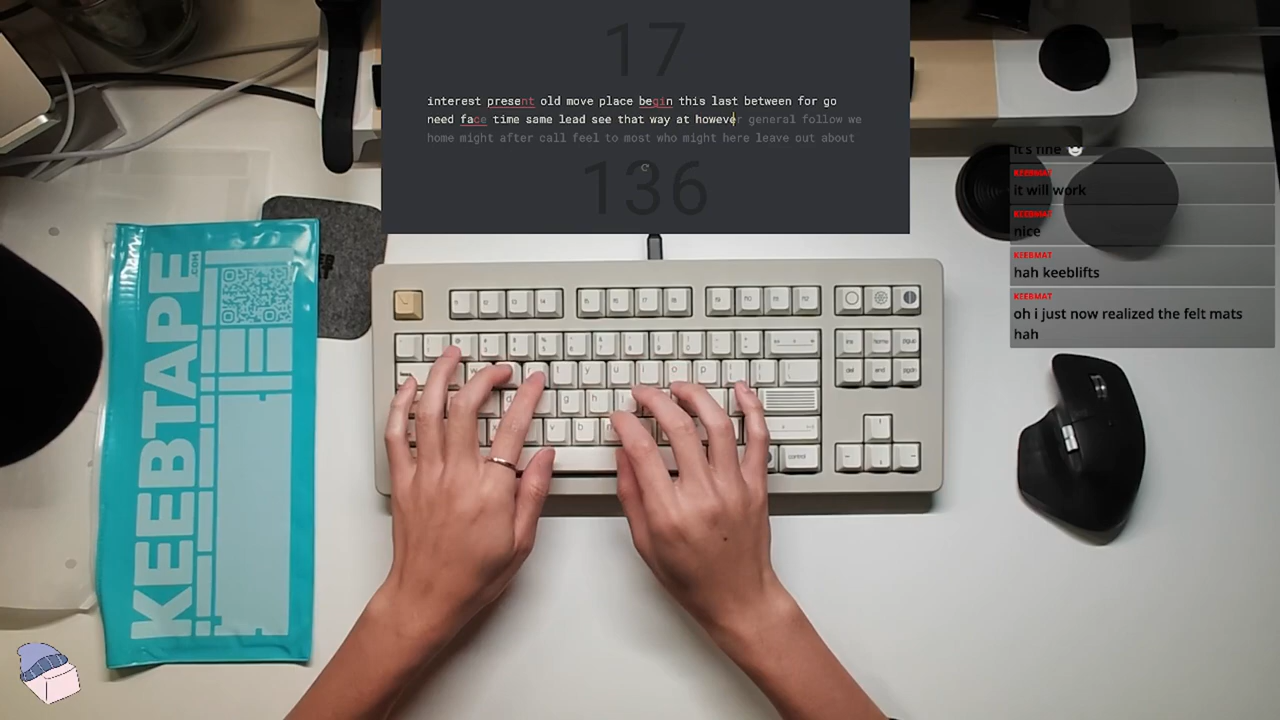 17
interest present old move place begin this last between for go
need face time same lead see that way at however general follow we
home might after call feel to most who might here leave out about
136
it's fine
KEEBMAT
it will work
KEEBMAT
nice
KEEBMAT
hah keeblifts
KEEBMAT
oh i just now realized the felt mats
hah
KEEBTAPE
.COM
home
end
t y u o p
d g h
v b n
control